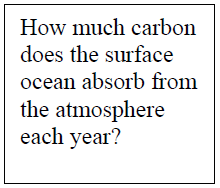 How much carbon
does the surface
ocean absorb from
the atmosphere
each year?